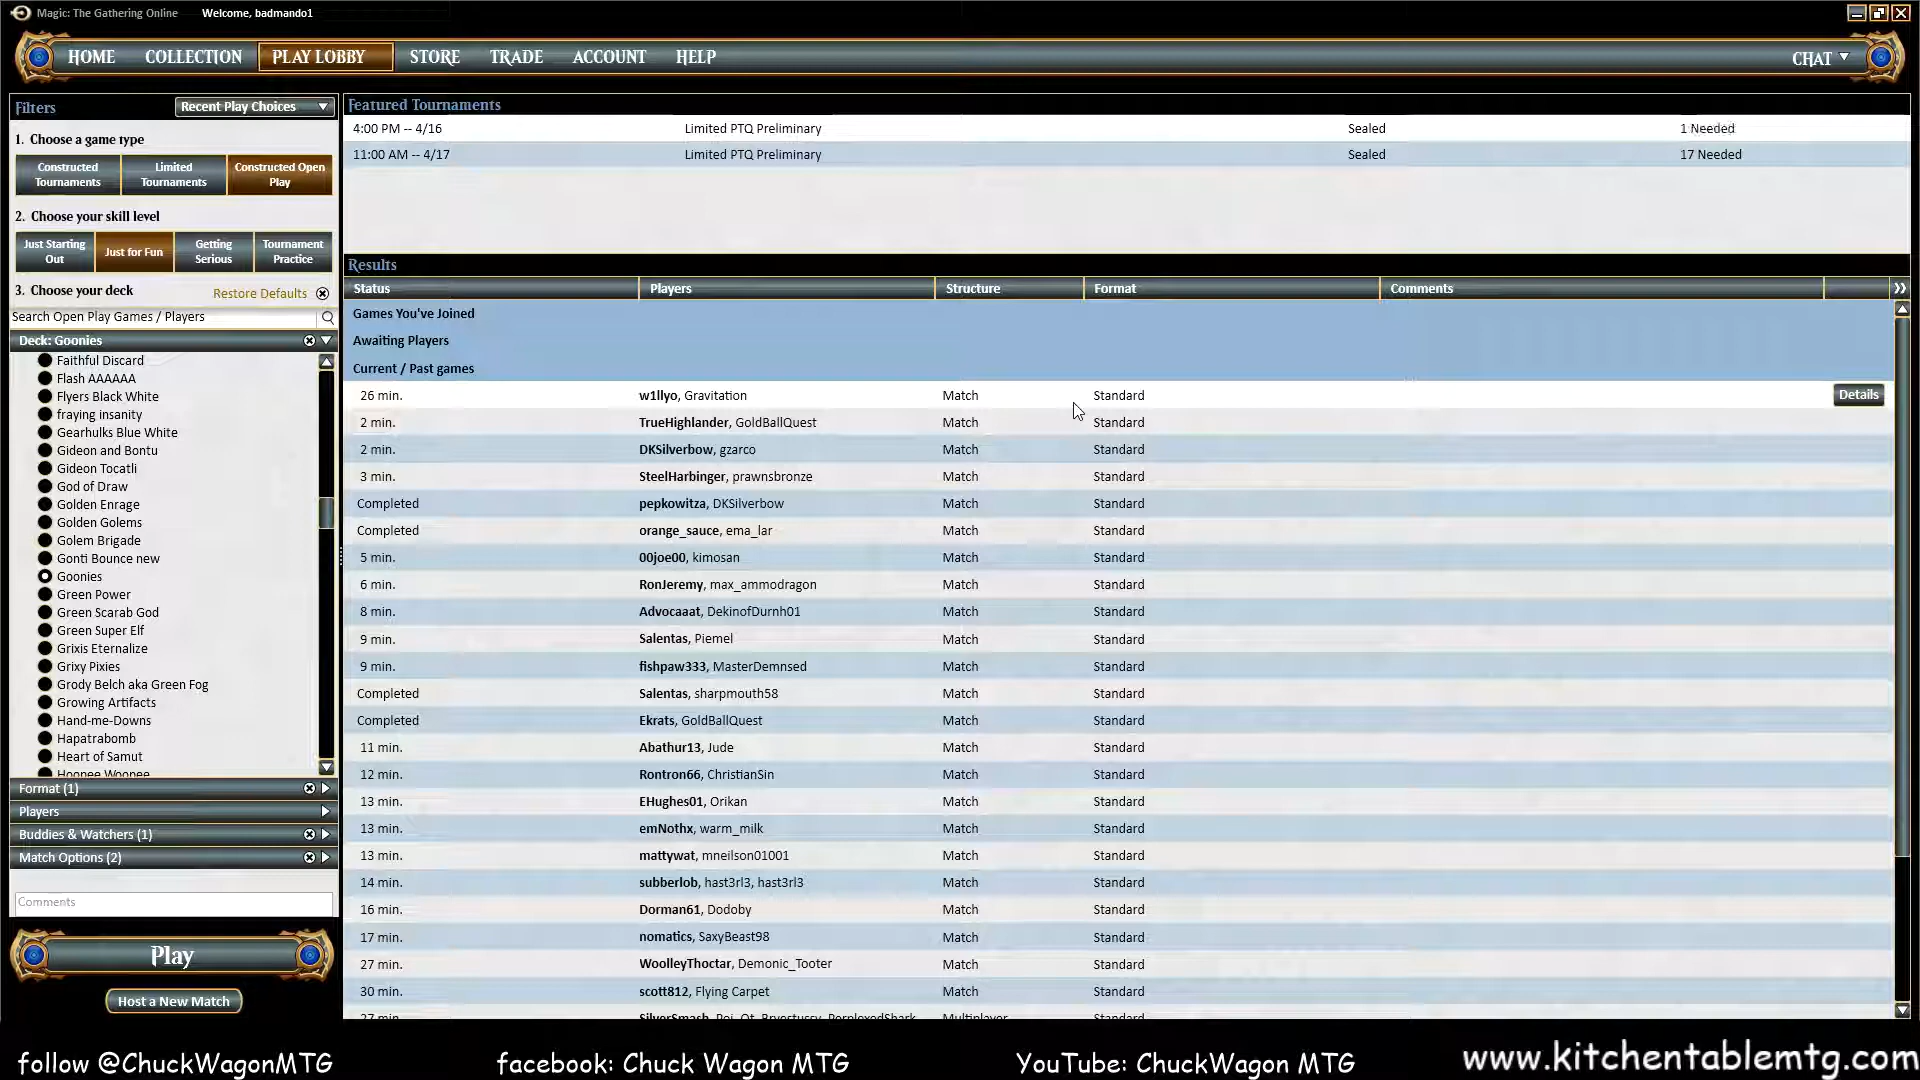 Magic: The Gathering Online Welcome, badmando1
HOME COLLECTION PLAY LOBBY STORE TRADE ACCOUNT HELP CHAT
Filters Recent Play Choices
1. Choose a game type
Constructed Tournaments
Limited Tournaments
Constructed Open Play
2. Choose your skill level
Just Starting Out
Just for Fun
Getting Serious
Tournament Practice
3. Choose your deck Restore Defaults
Search Open Play Games / Players
Deck: Goonies
Faithful Discard
Flash AAAAAA
Flyers Black White
fraying insanity
Gearhulks Blue White
Gideon and Bontu
Gideon Tocatli
God of Draw
Golden Enrage
Golden Golems
Golem Brigade
Gonti Bounce new
Goonies
Green Power
Green Scarab God
Green Super Elf
Grixis Eternalize
Grixy Pixies
Grody Belch aka Green Fog
Growing Artifacts
Hand-me-Downs
Hapatrabomb
Heart of Samut
Hoopee Woopee
Format (1)
Players
Buddies & Watchers (1)
Match Options (2)
Comments
Play
Host a New Match
Featured Tournaments
4:00 PM -- 4/16 Limited PTQ Preliminary Sealed 1 Needed
11:00 AM -- 4/17 Limited PTQ Preliminary Sealed 17 Needed
Results
Status Players Structure Format Comments
Games You've Joined
Awaiting Players
Current / Past games
26 min. w1llyo, Gravitation Match Standard Details
2 min. TrueHighlander, GoldBallQuest Match Standard
2 min. DKSilverbow, gzarco Match Standard
3 min. SteelHarbinger, prawnsbronze Match Standard
Completed pepkowitza, DKSilverbow Match Standard
Completed orange_sauce, ema_lar Match Standard
5 min. 00joe00, kimosan Match Standard
6 min. RonJeremy, max_ammodragon Match Standard
8 min. Advocaaat, DekinofDurnh01 Match Standard
9 min. Salentas, Piemel Match Standard
9 min. fishpaw333, MasterDemnsed Match Standard
Completed Salentas, sharpmouth58 Match Standard
Completed Ekrats, GoldBallQuest Match Standard
11 min. Abathur13, Jude Match Standard
12 min. Rontron66, ChristianSin Match Standard
13 min. EHughes01, Orikan Match Standard
13 min. emNothx, warm_milk Match Standard
13 min. mattywat, mneilson01001 Match Standard
14 min. subberlob, hast3rl3, hast3rl3 Match Standard
16 min. Dorman61, Dodoby Match Standard
17 min. nomatics, SaxyBeast98 Match Standard
27 min. WoolleyThoctar, Demonic_Tooter Match Standard
30 min. scott812, Flying Carpet Match Standard
27 min. SilverSmash, Multiplayer Standard
follow @ChuckWagonMTG facebook: Chuck Wagon MTG YouTube: ChuckWagon MTG www.kitchentablemtg.com